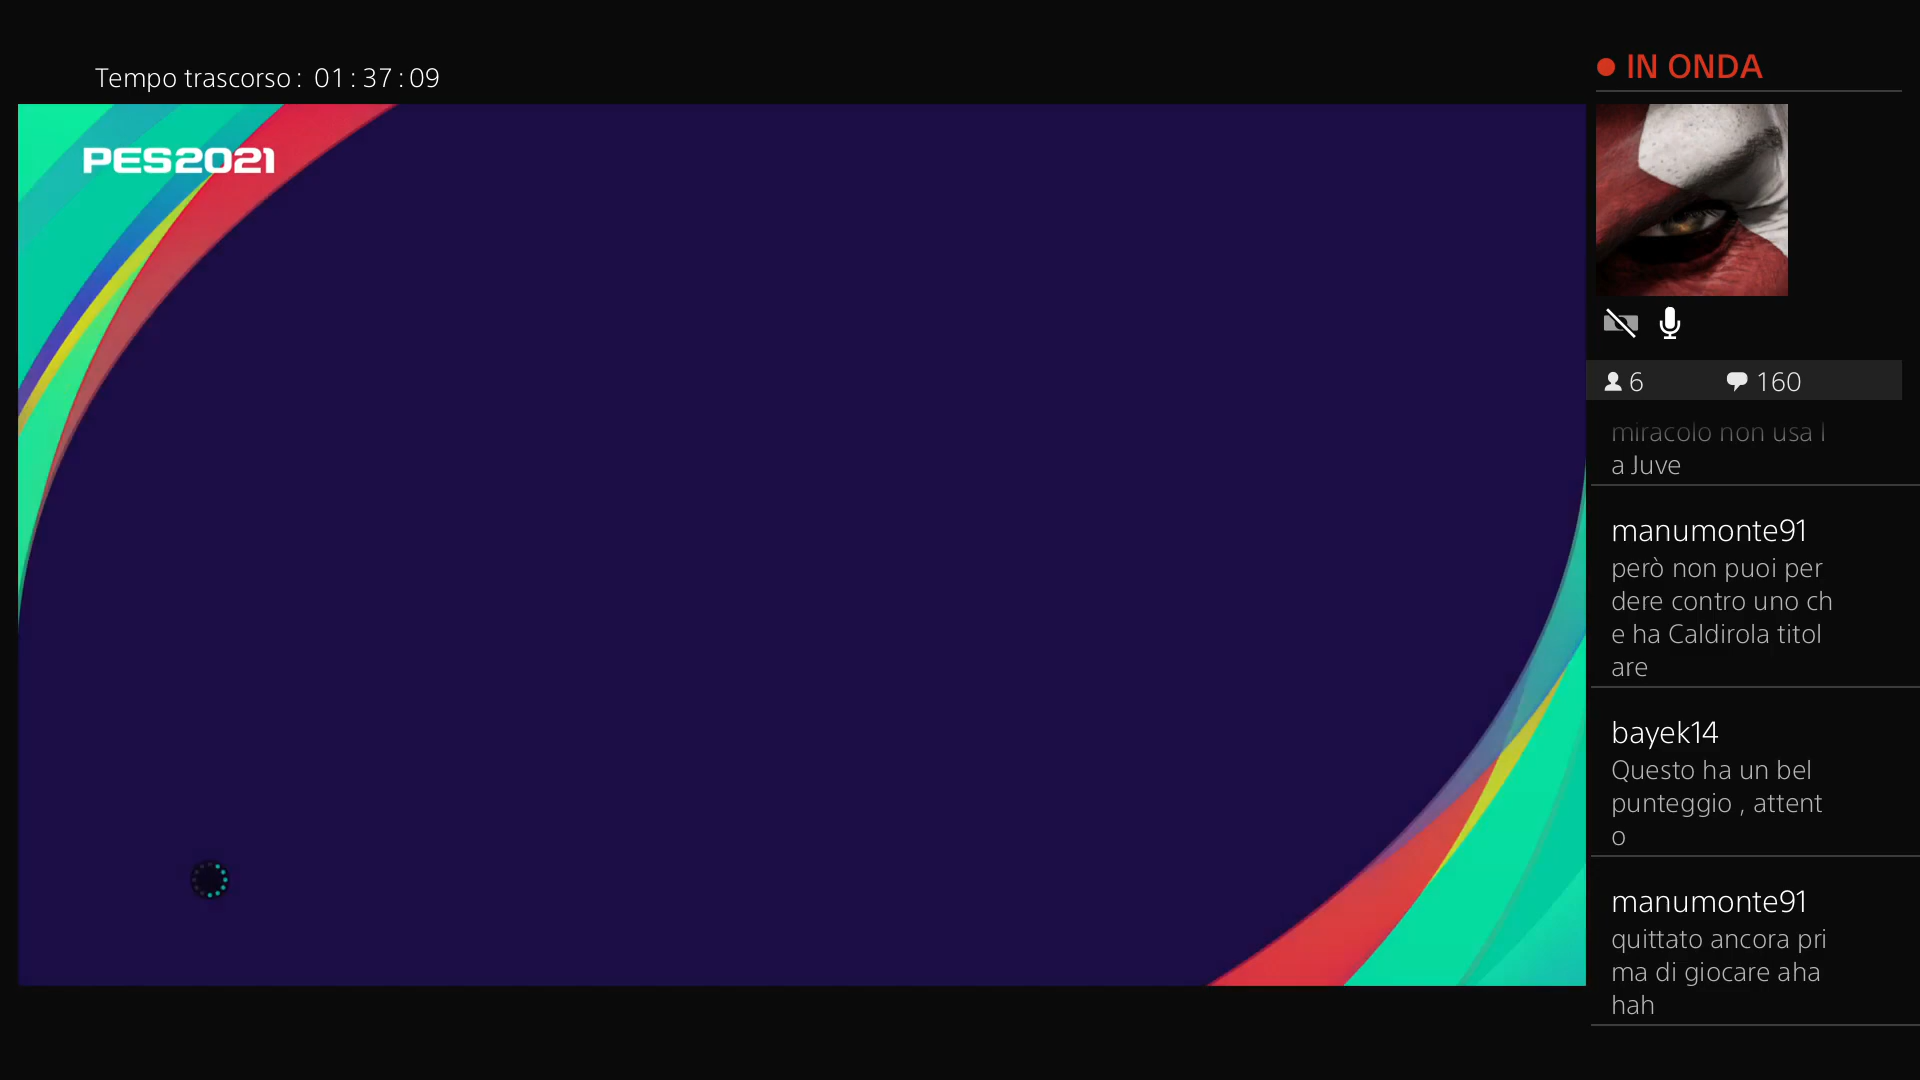 Tempo trascorso : 01 : 37 : 09
IN ONDA
PES2021
6 160
miracolo non usa l
a Juve
manumonte91
però non puoi per
dere contro uno ch
e ha Caldirola titol
are
bayek14
Questo ha un bel
punteggio , attent
o
manumonte91
quittato ancora pri
ma di giocare aha
hah